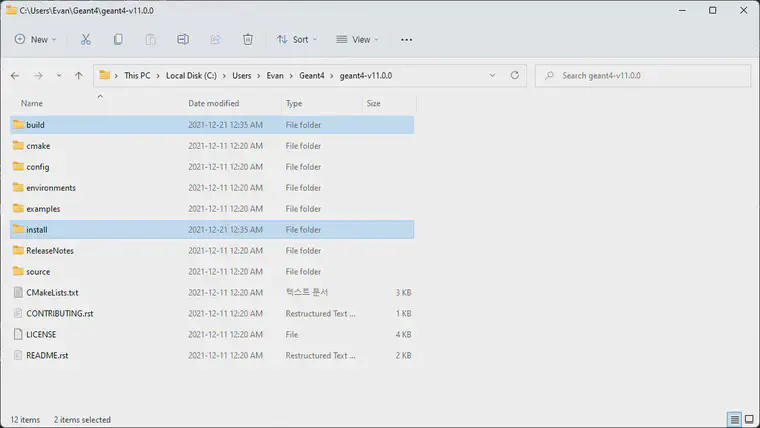 C:\Users\Evan\Geant4\geant4-v11.0.0
New Sort View
This PC Local Disk (C:) Users Evan Geant4 geant4-v11.0.0 Search geant4-v11.0.0
Name Date modified Type Size
build 2021-12-21 12:35 AM File folder
cmake 2021-12-11 12:20 AM File folder
config 2021-12-11 12:20 AM File folder
environments 2021-12-11 12:20 AM File folder
examples 2021-12-11 12:20 AM File folder
install 2021-12-21 12:35 AM File folder
ReleaseNotes 2021-12-11 12:20 AM File folder
source 2021-12-11 12:20 AM File folder
CMakeLists.txt 2021-12-11 12:20 AM 텍스트 문서 3 KB
CONTRIBUTING.rst 2021-12-11 12:20 AM Restructured Text ... 1 KB
LICENSE 2021-12-11 12:20 AM File 4 KB
README.rst 2021-12-11 12:20 AM Restructured Text ... 2 KB
12 items 2 items selected